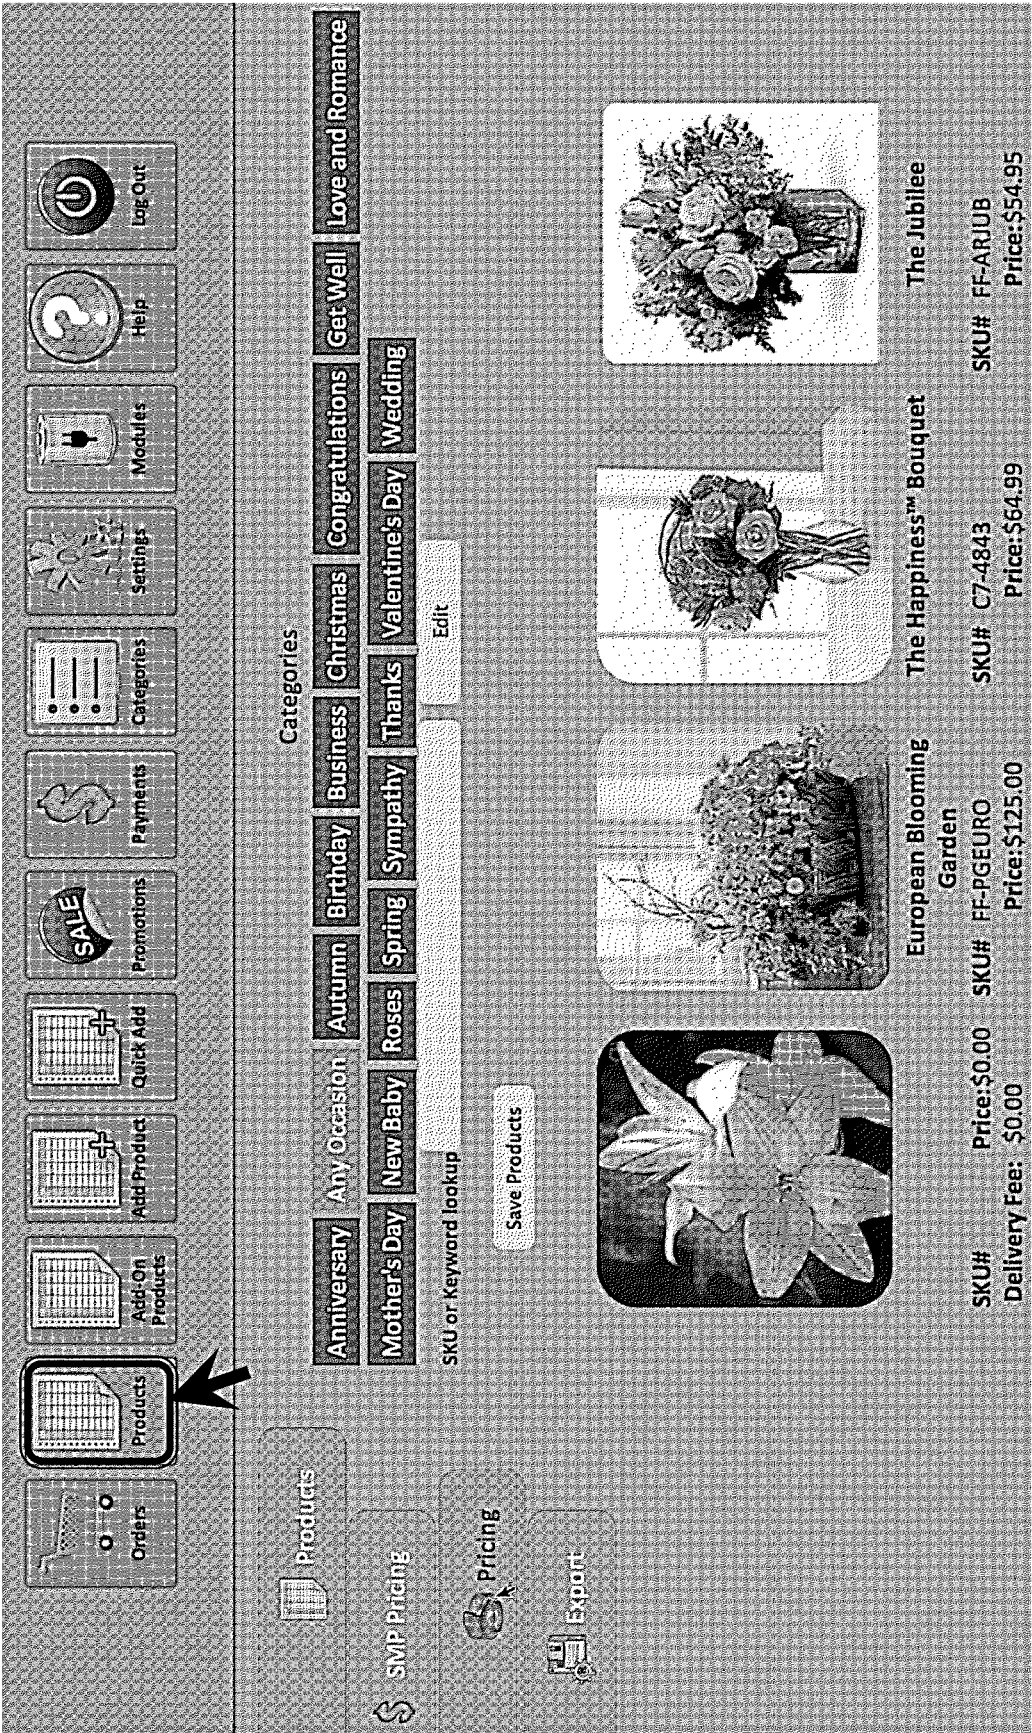 Orders
Products
Add-On
Products
Add Product
Quick Add
SALE
Promotions
Payments
Categories
Settings
Modules
Help
Log Out
Products
SMP Pricing
Pricing
Export
Categories
Anniversary Any Occasion Autumn Birthday Business Christmas Congratulations Get Well Love and Romance
Mother's Day New Baby Roses Spring Sympathy Thanks Valentine's Day Wedding
SKU or Keyword lookup Edit
Save Products
SKU# Price:$0.00
Delivery Fee: $0.00
European Blooming
Garden
SKU# FF-PGEURO
Price:$125.00
The Happiness™ Bouquet
SKU# C7-4843
Price:$64.99
The Jubilee
SKU# FF-ARJUB
Price:$54.95